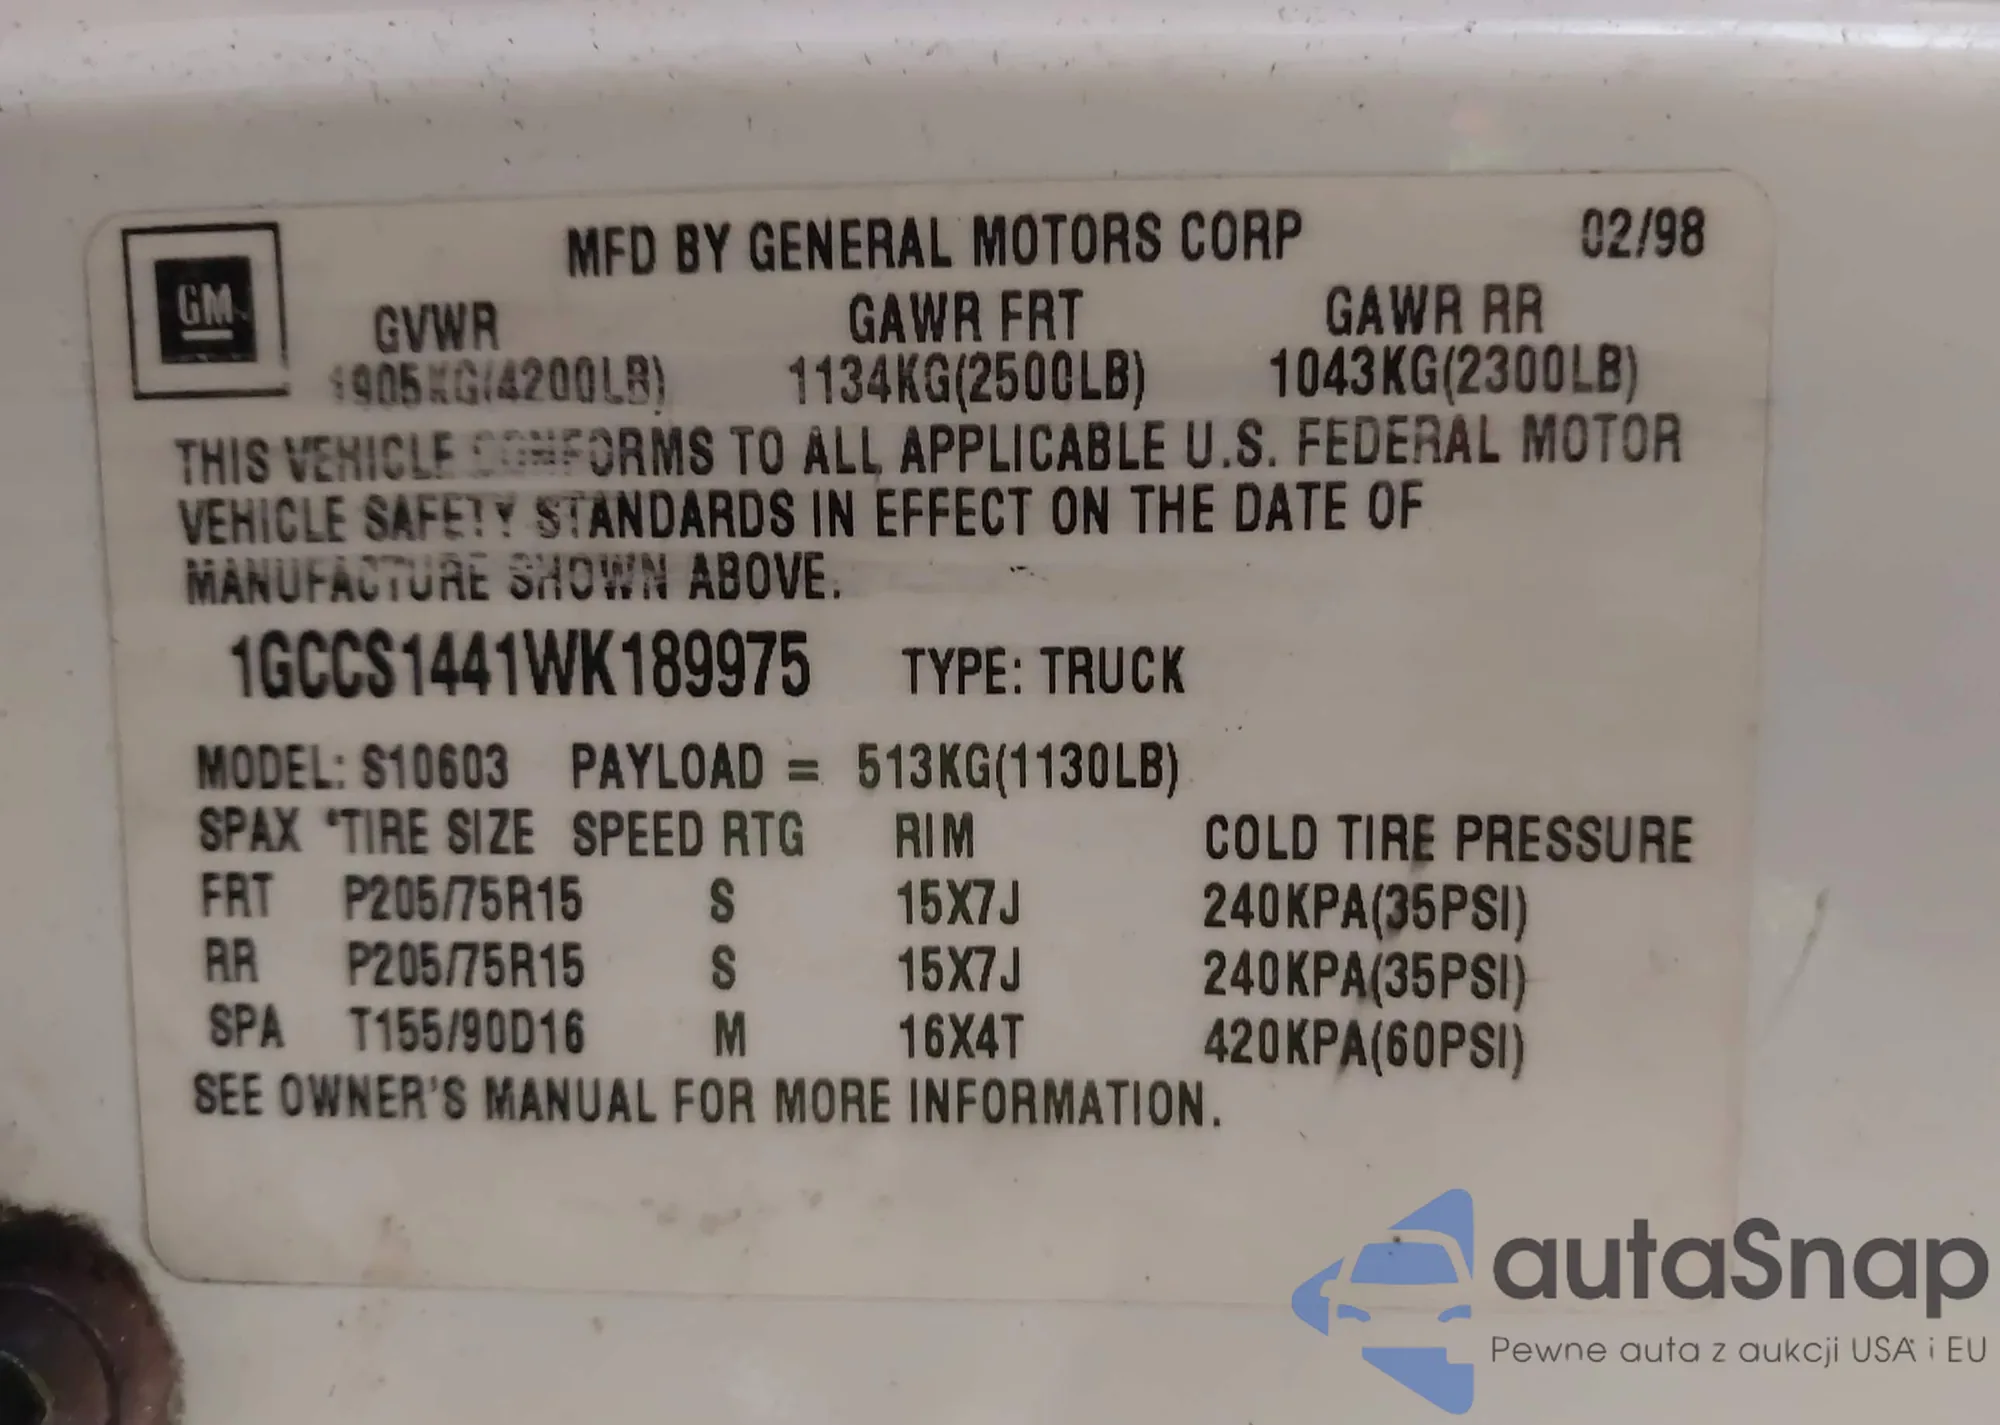 MFD BY GENERAL MOTORS CORP 02/98
GM
GVWR GAWR FRT GAWR RR
1905KG(4200LB) 1134KG(2500LB) 1043KG(2300LB)
THIS VEHICLE CONFORMS TO ALL APPLICABLE U.S. FEDERAL MOTOR
VEHICLE SAFETY STANDARDS IN EFFECT ON THE DATE OF
MANUFACTURE SHOWN ABOVE.
1GCCS1441WK189975 TYPE: TRUCK
MODEL: S10603 PAYLOAD = 513KG(1130LB)
SPAX TIRE SIZE SPEED RTG RIM COLD TIRE PRESSURE
FRT P205/75R15 S 15X7J 240KPA(35PSI)
RR P205/75R15 S 15X7J 240KPA(35PSI)
SPA T155/90D16 M 16X4T 420KPA(60PSI)
SEE OWNER'S MANUAL FOR MORE INFORMATION.
autaSnap
Pewne auta z aukcji USA i EU